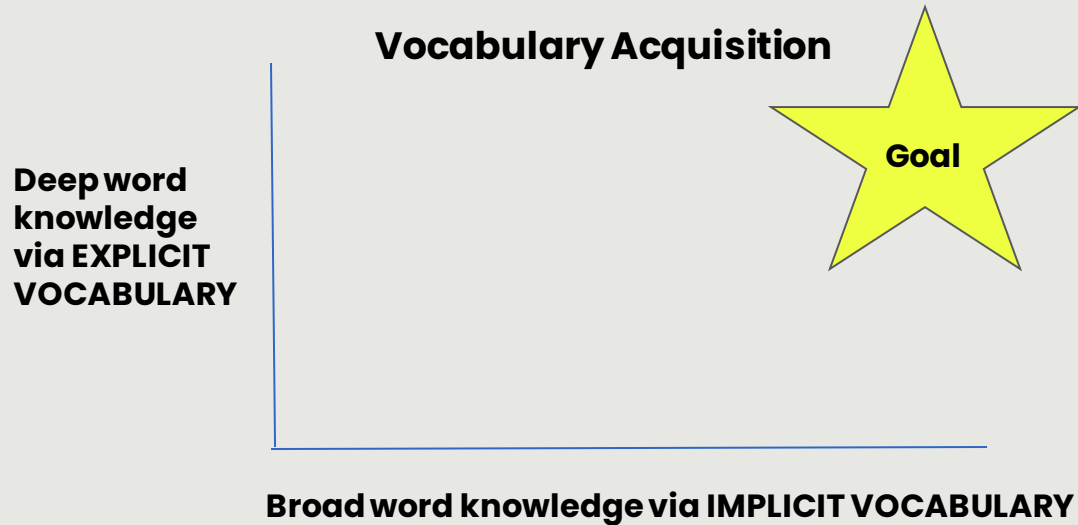 Vocabulary Acquisition
Goal
Deep word
knowledge
via EXPLICIT
VOCABULARY
Broad word knowledge via IMPLICIT VOCABULARY